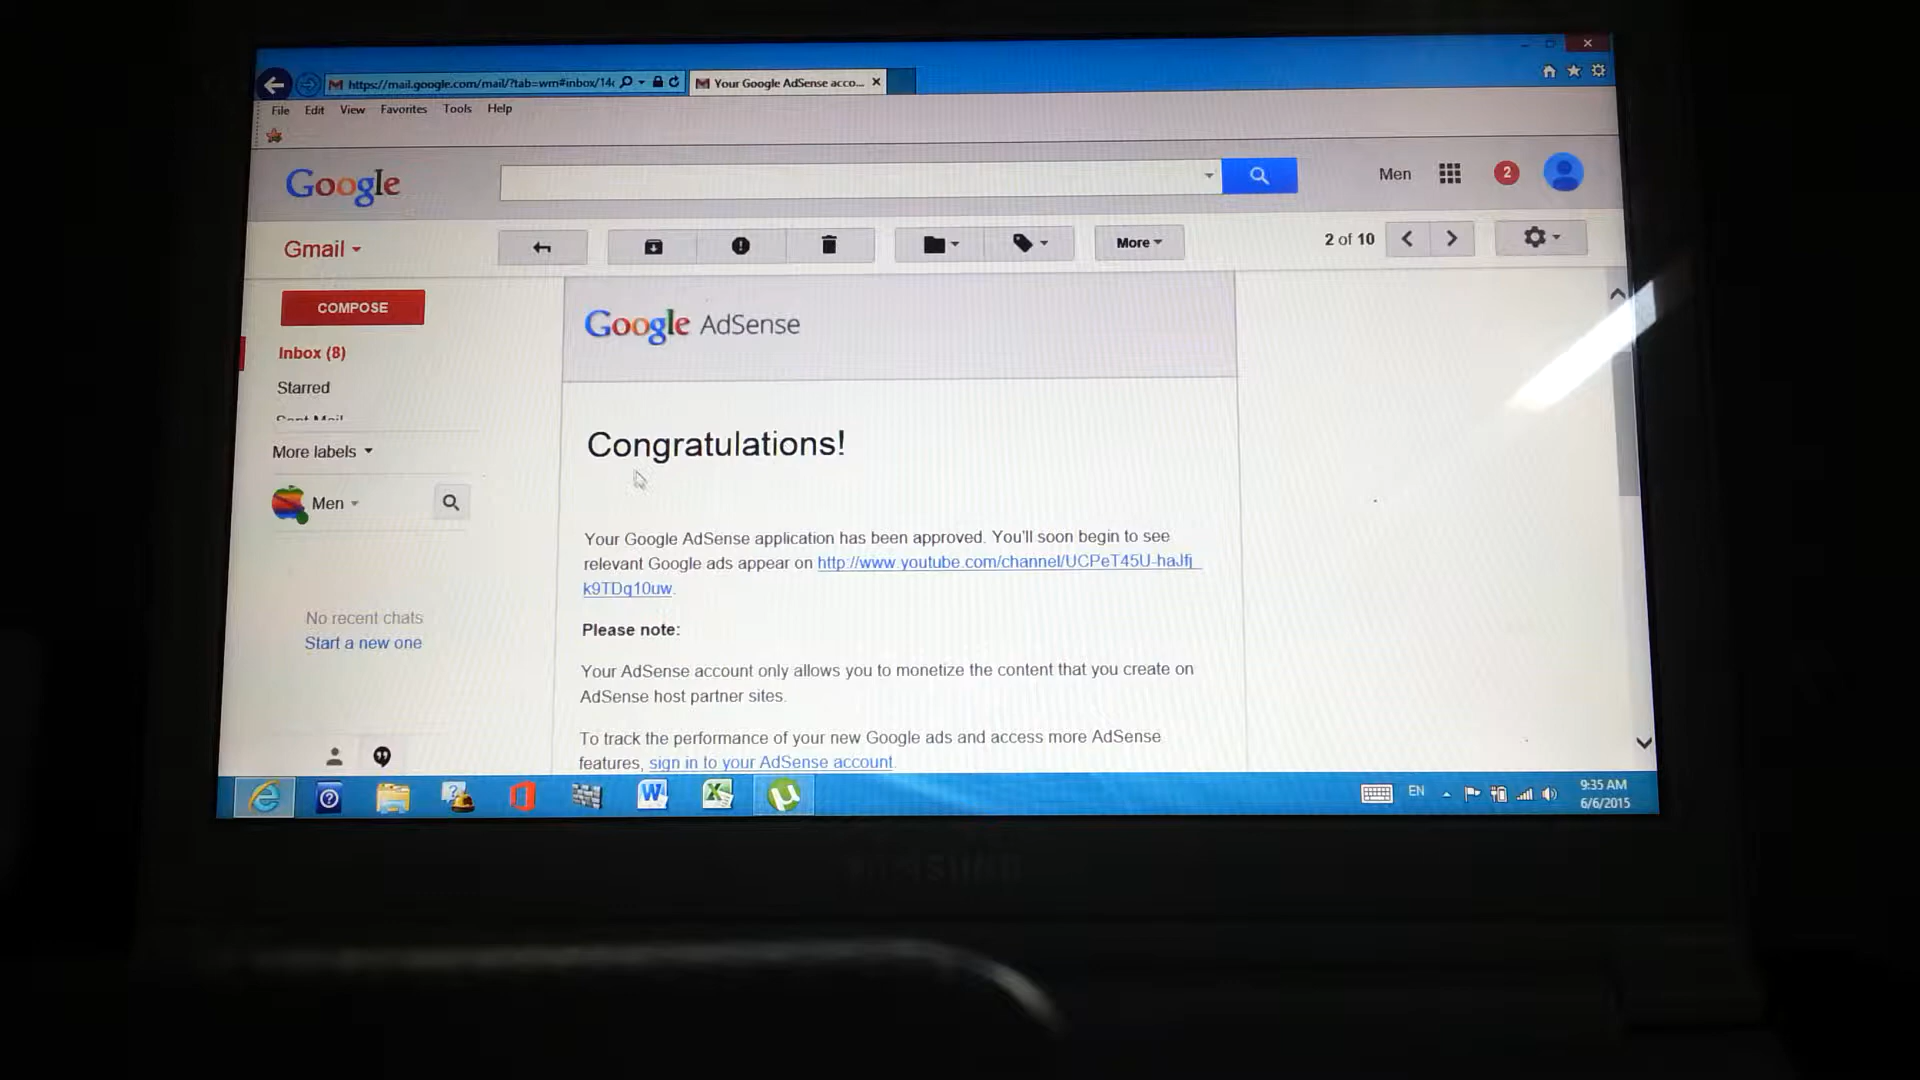 https://mail.google.com/mail/?tab=wm#inbox/14
Your Google AdSense acco...
File Edit View Favorites Tools Help
Google
Men
2
Gmail
More
2 of 10
COMPOSE
Google AdSense
Inbox (8)
Starred
Sent Mail
More labels
Men
Congratulations!
Your Google AdSense application has been approved. You'll soon begin to see
relevant Google ads appear on http://www.youtube.com/channel/UCPeT45U-haJfj_
k9TDq10uw.
Please note:
No recent chats
Start a new one
Your AdSense account only allows you to monetize the content that you create on
AdSense host partner sites.
To track the performance of your new Google ads and access more AdSense
features, sign in to your AdSense account.
EN
9:35 AM
6/6/2015
SAMSUNG